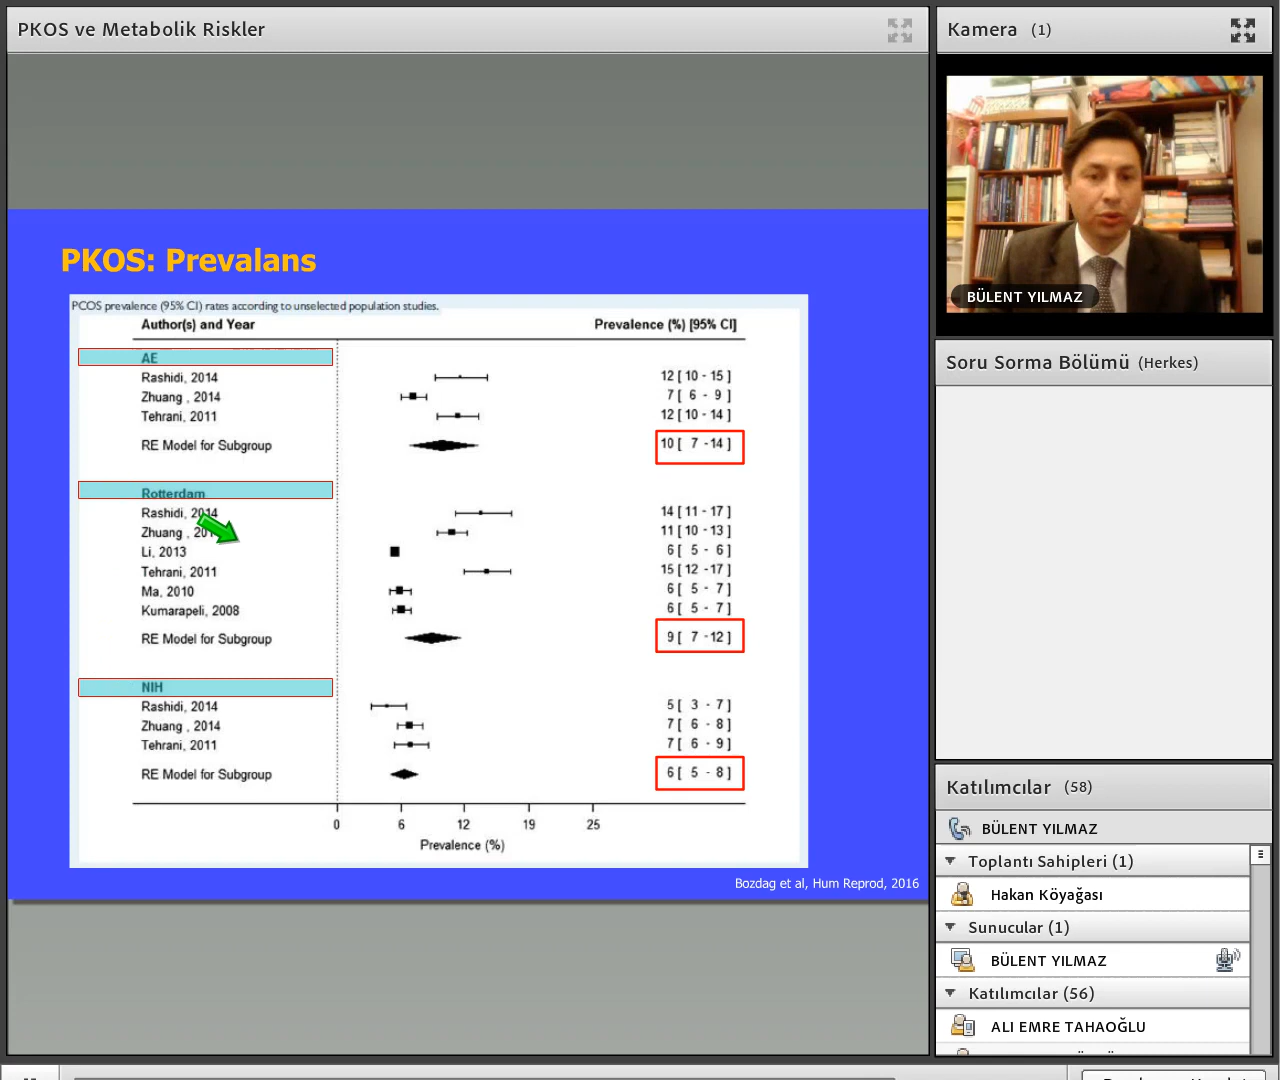 PKOS ve Metabolik Riskler
PKOS: Prevalans
PCOS prevalence (95% CI) rates according to unselected population studies.
Author(s) and Year Prevalence (%) [95% CI]
AE
Rashidi, 2014 12 [ 10 - 15 ]
Zhuang , 2014 7 [ 6 - 9 ]
Tehrani, 2011 12 [ 10 - 14 ]
RE Model for Subgroup 10 [ 7 - 14 ]
Rotterdam
Rashidi, 2014 14 [ 11 - 17 ]
Zhuang , 11 [ 10 - 13 ]
Li, 2013 6 [ 5 - 6 ]
Tehrani, 2011 15 [ 12 - 17 ]
Ma, 2010 6 [ 5 - 7 ]
Kumarapeli, 2008 6 [ 5 - 7 ]
RE Model for Subgroup 9 [ 7 - 12 ]
NIH
Rashidi, 2014 5 [ 3 - 7 ]
Zhuang , 2014 7 [ 6 - 8 ]
Tehrani, 2011 7 [ 6 - 9 ]
RE Model for Subgroup 6 [ 5 - 8 ]
0 6 12 19 25
Prevalence (%)
Bozdag et al, Hum Reprod, 2016
Kamera (1)
BÜLENT YILMAZ
Soru Sorma Bölümü (Herkes)
Katılımcılar (58)
BÜLENT YILMAZ
Toplantı Sahipleri (1)
Hakan Köyağası
Sunucular (1)
BÜLENT YILMAZ
Katılımcılar (56)
ALI EMRE TAHAOĞLU